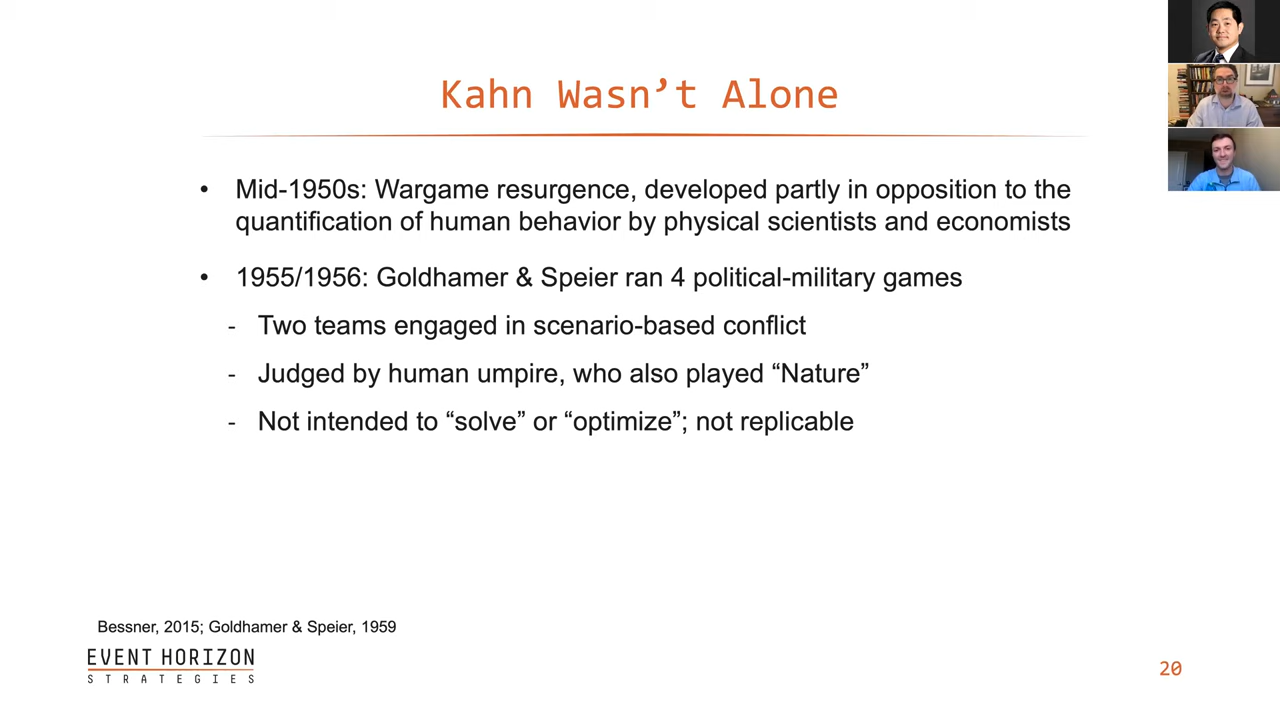 Kahn Wasn’t Alone
• Mid-1950s: Wargame resurgence, developed partly in opposition to the
quantification of human behavior by physical scientists and economists
• 1955/1956: Goldhamer & Speier ran 4 political-military games
- Two teams engaged in scenario-based conflict
- Judged by human umpire, who also played “Nature”
- Not intended to “solve” or “optimize”; not replicable
Bessner, 2015; Goldhamer & Speier, 1959
EVENT HORIZON
STRATEGIES
20